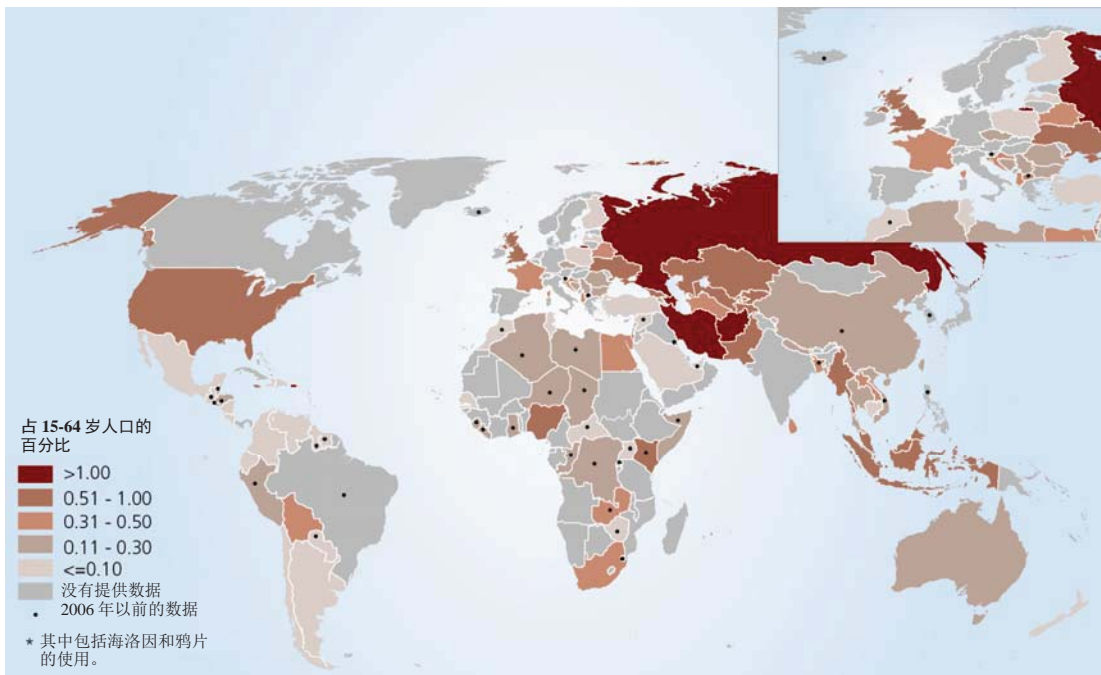 占 15-64 岁人口的
百分比
>1.00
0.51 - 1.00
0.31 - 0.50
0.11 - 0.30
<=0.10
没有提供数据
• 2006 年以前的数据
* 其中包括海洛因和鸦片
的使用。